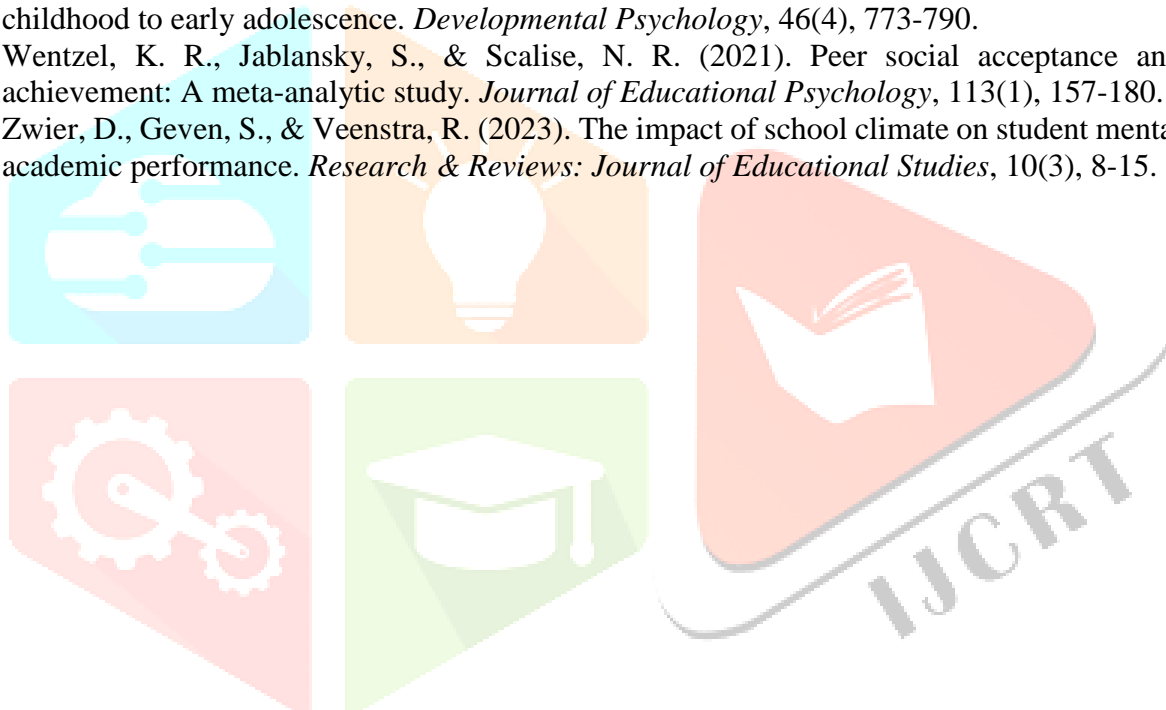 childhood to early adolescence. Developmental Psychology, 46(4), 773-790.
Wentzel, K. R., Jablansky, S., & Scalise, N. R. (2021). Peer social acceptance an
achievement: A meta-analytic study. Journal of Educational Psychology, 113(1), 157-180.
Zwier, D., Geven, S., & Veenstra, R. (2023). The impact of school climate on student menta
academic performance. Research & Reviews: Journal of Educational Studies, 10(3), 8-15.
IJCRT